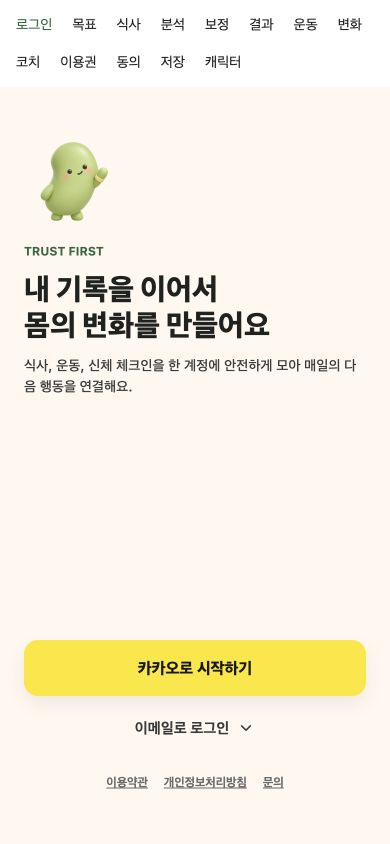 로그인 목표 식사 분석 보정 결과 운동 변화
코치 이용권 동의 저장 캐릭터
TRUST FIRST
내 기록을 이어서
몸의 변화를 만들어요
식사, 운동, 신체 체크인을 한 계정에 안전하게 모아 매일의 다
음 행동을 연결해요.
카카오로 시작하기
이메일로 로그인
이용약관 개인정보처리방침 문의